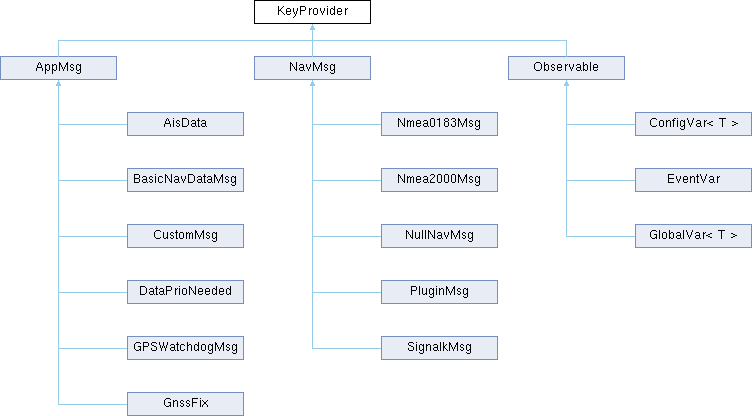 KeyProvider
AppMsg
NavMsg
Observable
AisData
Nmea0183Msg
ConfigVar< T >
BasicNavDataMsg
Nmea2000Msg
EventVar
CustomMsg
NullNavMsg
GlobalVar< T >
DataPrioNeeded
PluginMsg
GPSWatchdogMsg
SignalkMsg
GnssFix